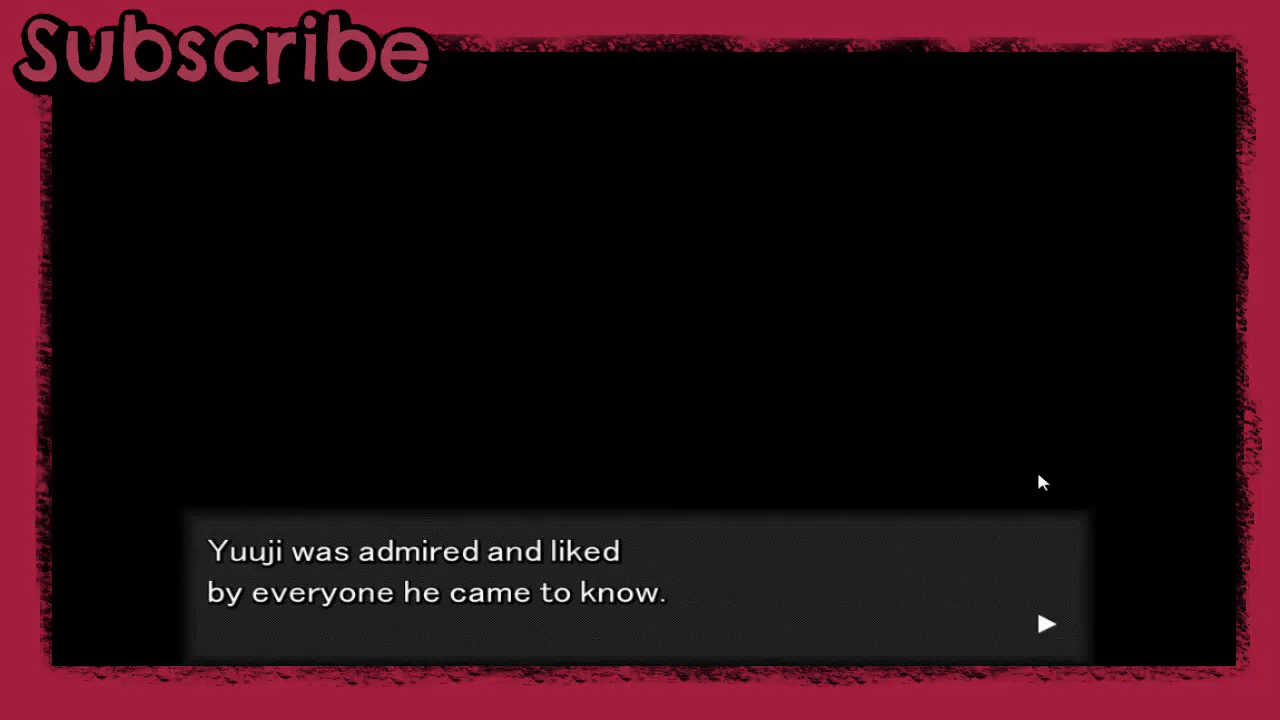 Subscribe
Yuuji was admired and liked
by everyone he came to know.